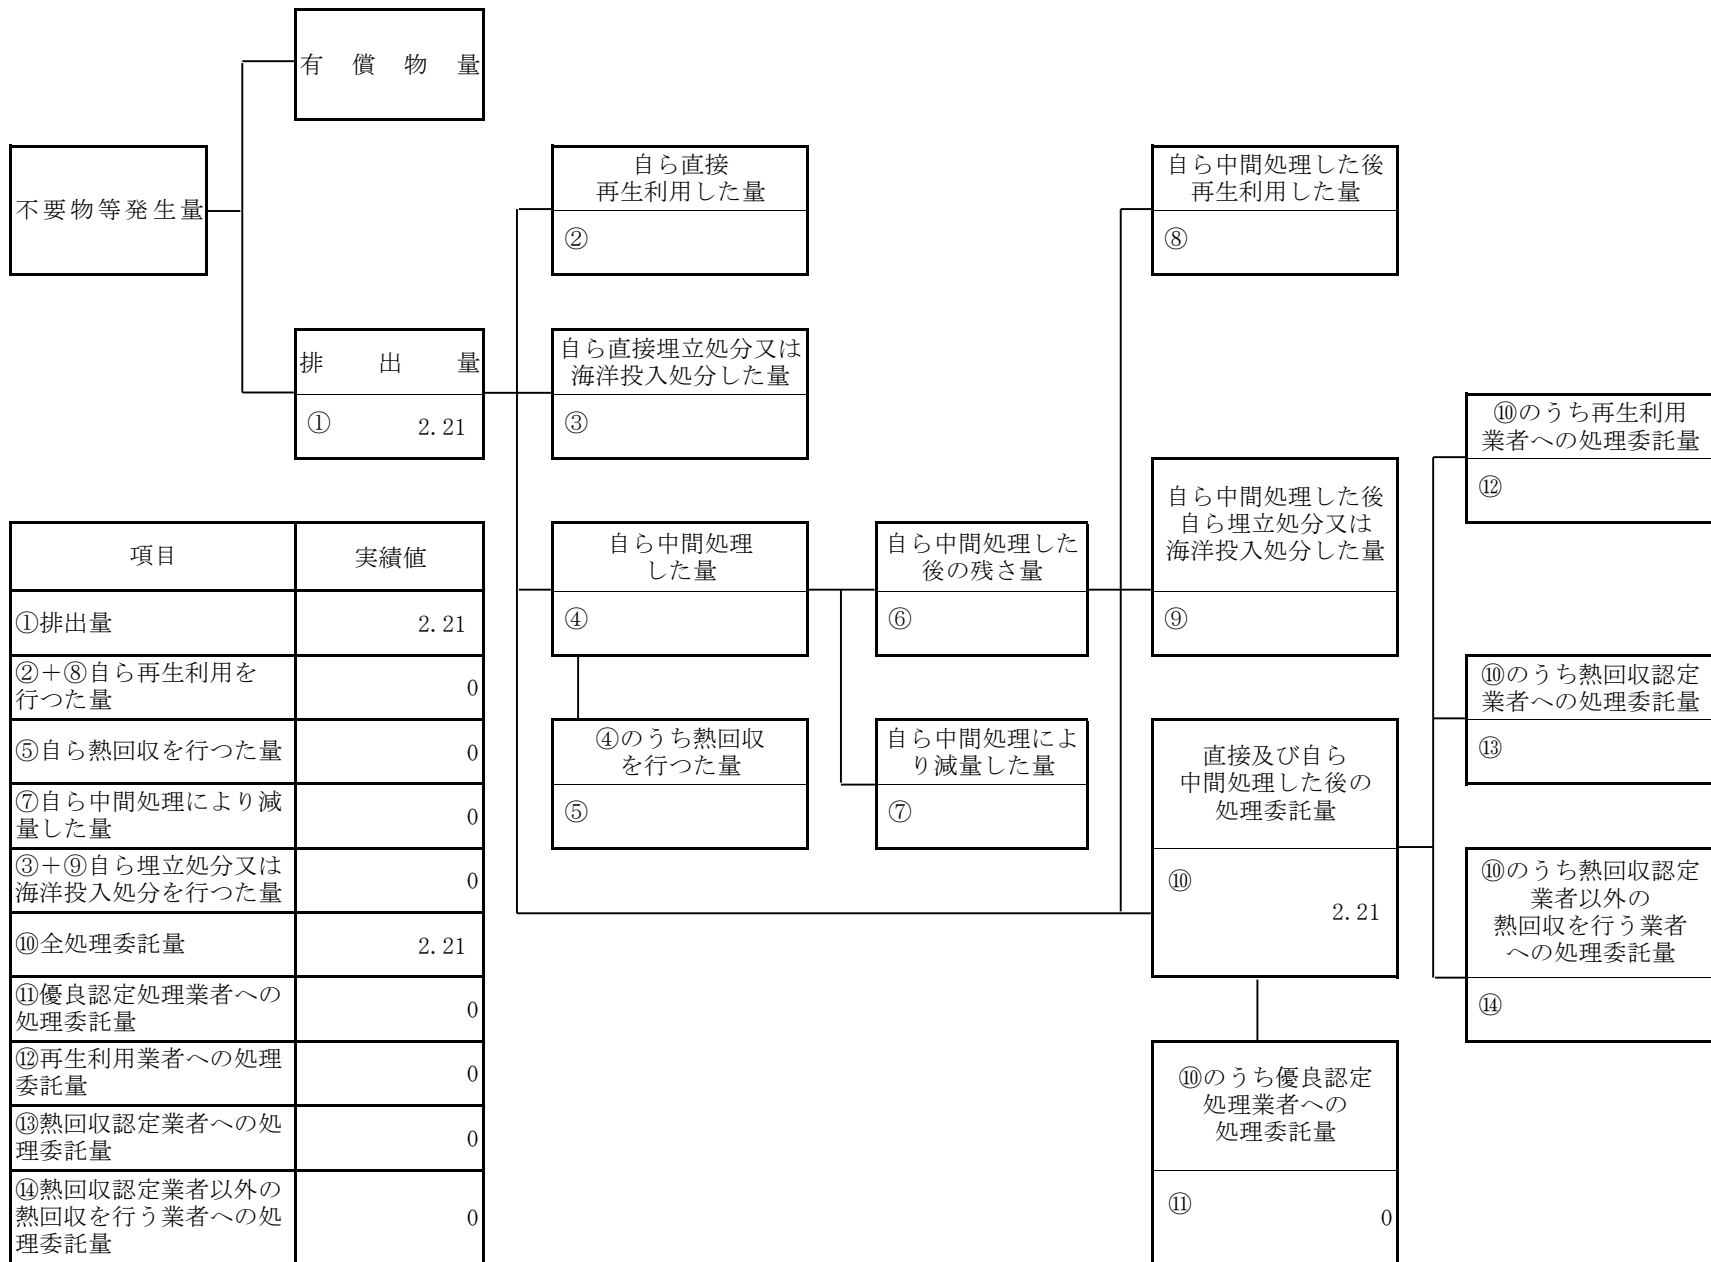 有償物量
不要物等発生量
自ら直接
再生利用した量
②
自ら中間処理した後
再生利用した量
⑧
排出量
① 2.21
自ら直接埋立処分又は
海洋投入処分した量
③
⑩のうち再生利用
業者への処理委託量
⑫
自ら中間処理した後
自ら埋立処分又は
海洋投入処分した量
⑨
自ら中間処理
した量
④
自ら中間処理した
後の残さ量
⑥
④のうち熱回収
を行つた量
⑤
自ら中間処理によ
り減量した量
⑦
直接及び自ら
中間処理した後の
処理委託量
⑩
2.21
⑩のうち熱回収認定
業者への処理委託量
⑬
⑩のうち熱回収認定
業者以外の
熱回収を行う業者
への処理委託量
⑭
⑩のうち優良認定
処理業者への
処理委託量
⑪
0
項目 実績値
①排出量 2.21
②+⑧自ら再生利用を
行つた量 0
⑤自ら熱回収を行つた量 0
⑦自ら中間処理により減
量した量 0
③+⑨自ら埋立処分又は
海洋投入処分を行つた量 0
⑩全処理委託量 2.21
⑪優良認定処理業者への
処理委託量 0
⑫再生利用業者への処理
委託量 0
⑬熱回収認定業者への処
理委託量 0
⑭熱回収認定業者以外の
熱回収を行う業者への処
理委託量 0